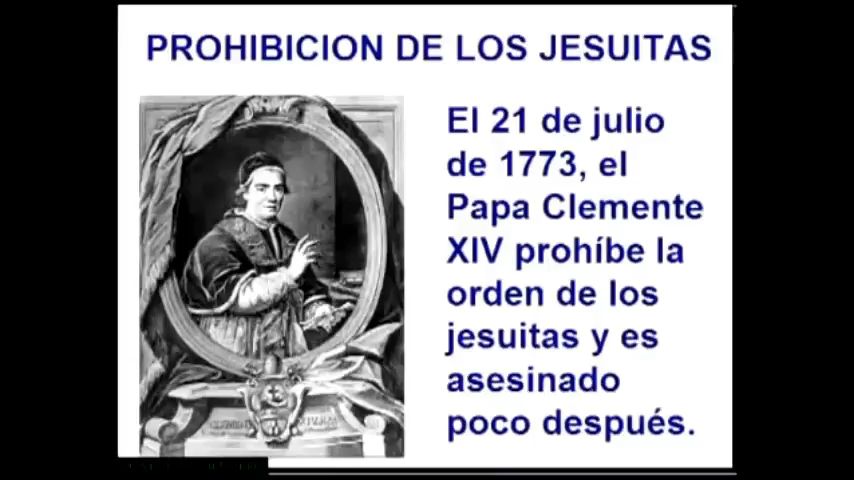 PROHIBICION DE LOS JESUITAS
El 21 de julio
de 1773, el
Papa Clemente
XIV prohíbe la
orden de los
jesuitas y es
asesinado
poco después.